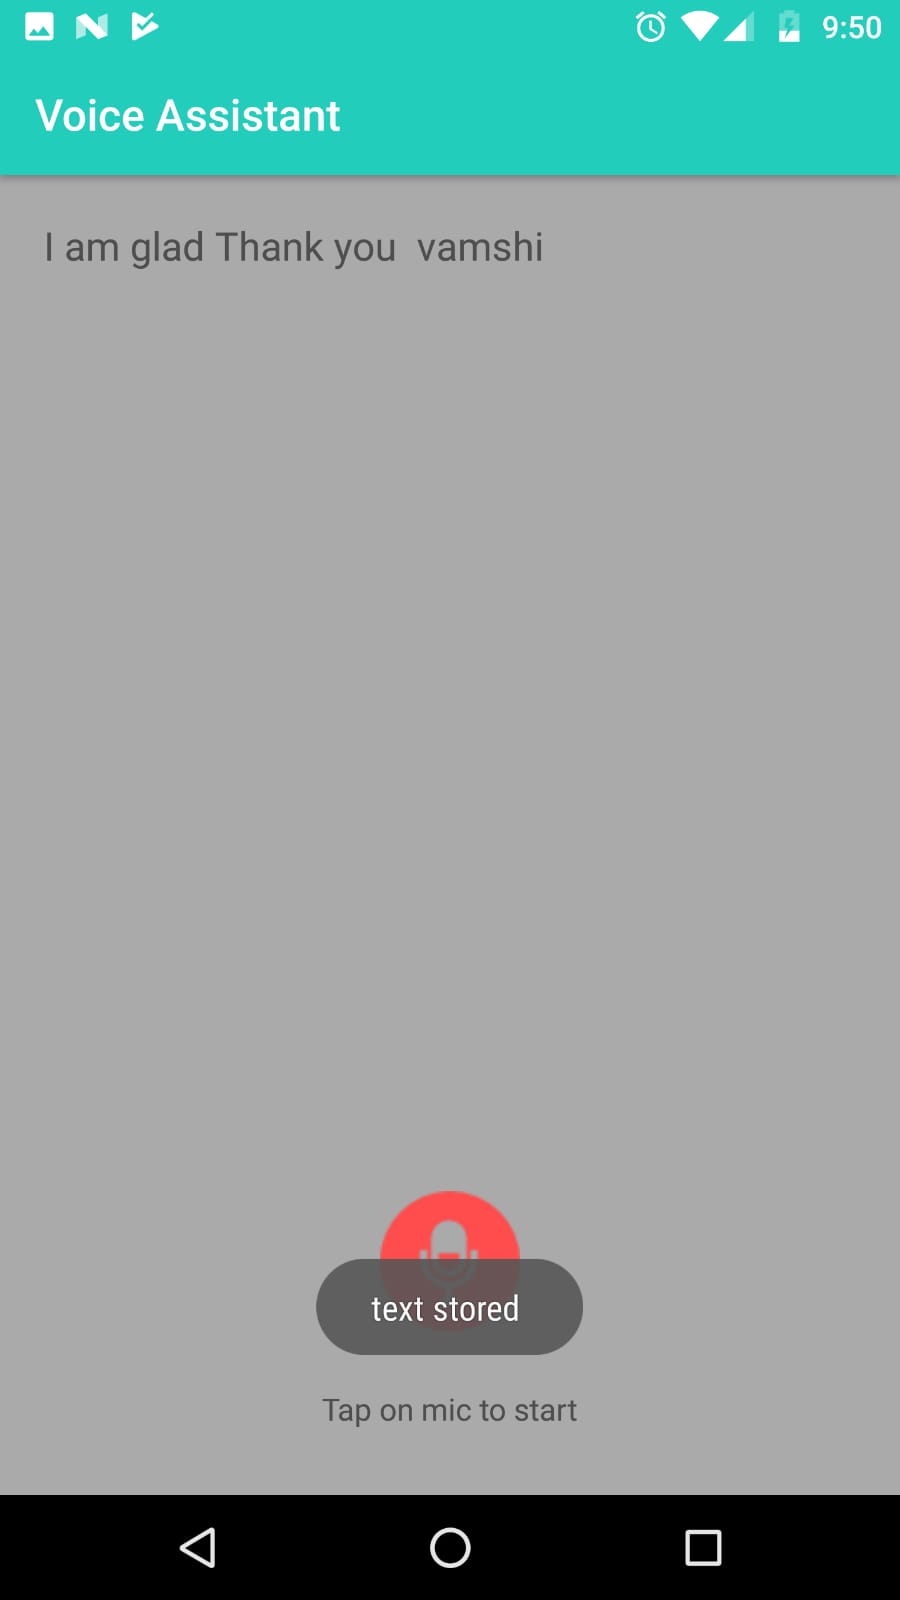 9:50
Voice Assistant
I am glad Thank you  vamshi
text stored
Tap on mic to start